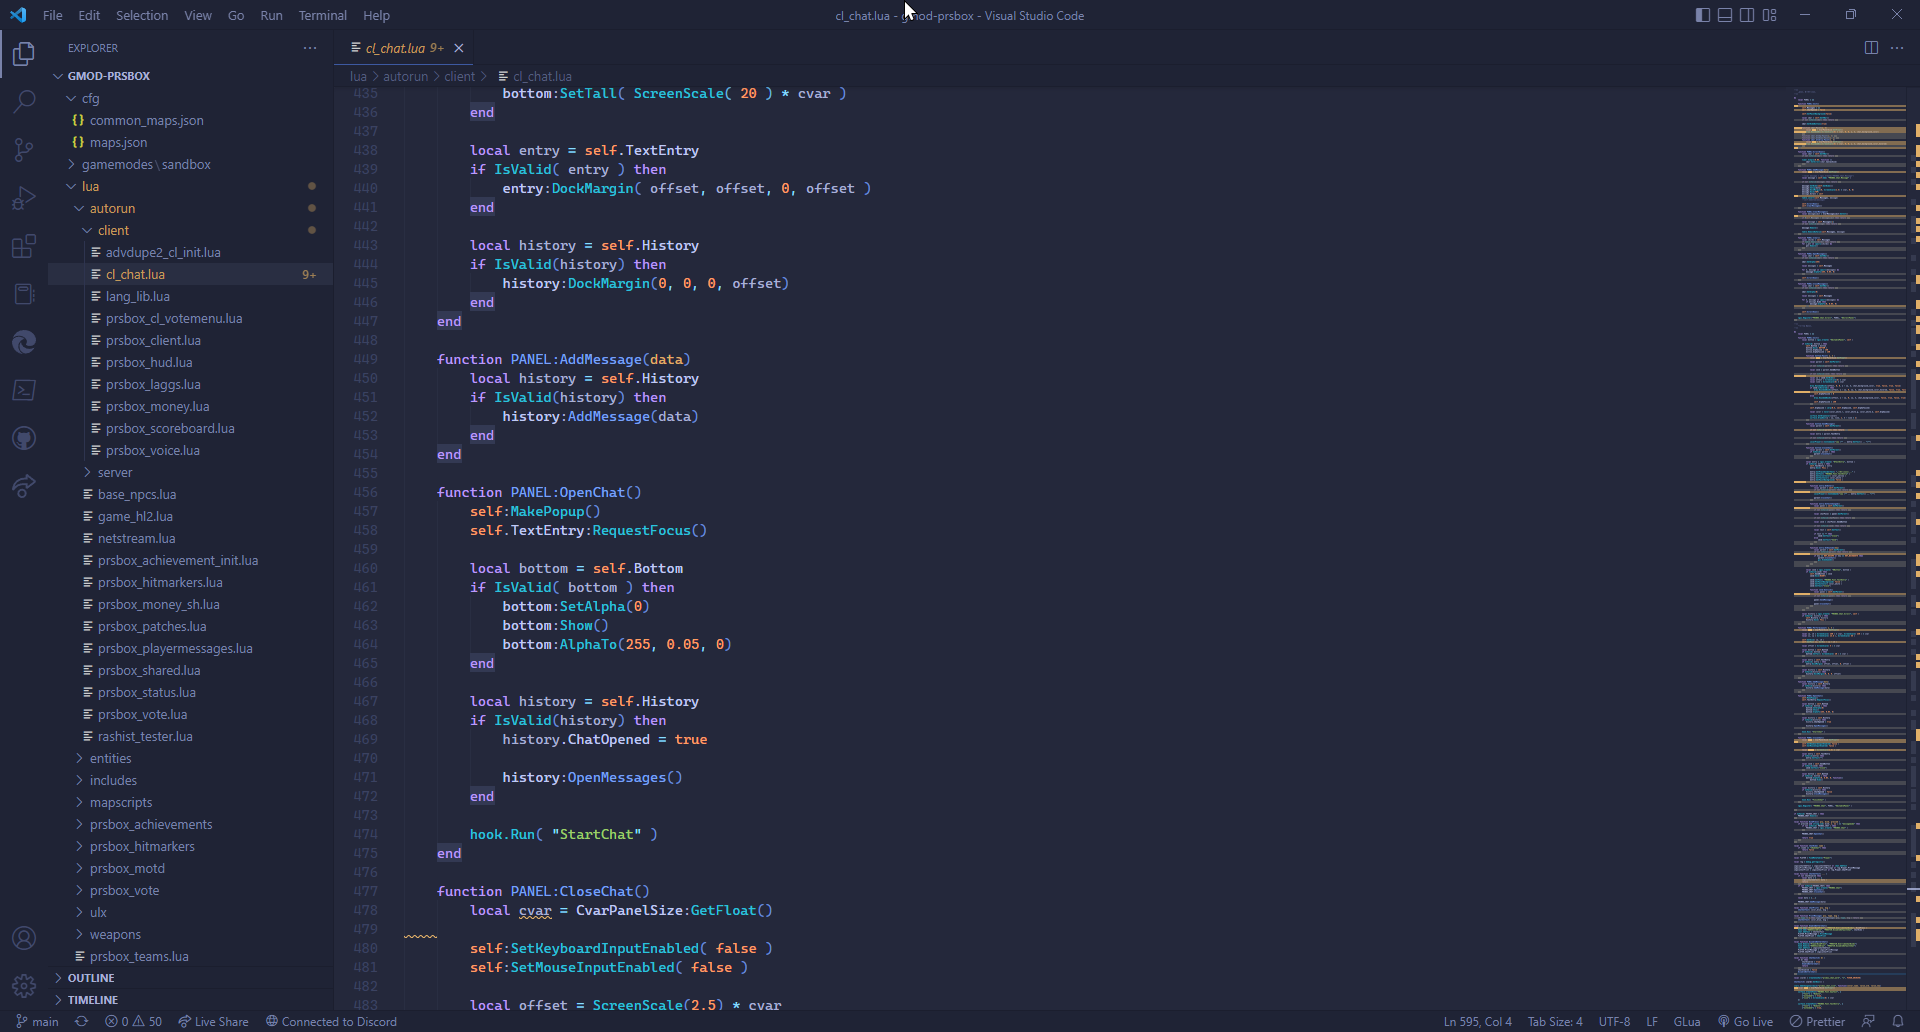 File Edit Selection View Go Run Terminal Help
cl_chat.lua - gmod-prsbox - Visual Studio Code
EXPLORER
GMOD-PRSBOX
cfg
common_maps.json
maps.json
gamemodes \ sandbox
lua
autorun
client
advdupe2_cl_init.lua
cl_chat.lua 9+
lang_lib.lua
prsbox_cl_votemenu.lua
prsbox_client.lua
prsbox_hud.lua
prsbox_laggs.lua
prsbox_money.lua
prsbox_scoreboard.lua
prsbox_voice.lua
server
base_npcs.lua
game_hl2.lua
netstream.lua
prsbox_achievement_init.lua
prsbox_hitmarkers.lua
prsbox_money_sh.lua
prsbox_patches.lua
prsbox_playermessages.lua
prsbox_shared.lua
prsbox_status.lua
prsbox_vote.lua
rashist_tester.lua
entities
includes
mapscripts
prsbox_achievements
prsbox_hitmarkers
prsbox_motd
prsbox_vote
ulx
weapons
prsbox_teams.lua
OUTLINE
TIMELINE
cl_chat.lua 9+
lua > autorun > client > cl_chat.lua
435 bottom:SetTall( ScreenScale( 20 ) * cvar )
436 end
437
438 local entry = self.TextEntry
439 if IsValid( entry ) then
440 entry:DockMargin( offset, offset, 0, offset )
441 end
442
443 local history = self.History
444 if IsValid(history) then
445 history:DockMargin(0, 0, 0, offset)
446 end
447 end
448
449 function PANEL:AddMessage(data)
450 local history = self.History
451 if IsValid(history) then
452 history:AddMessage(data)
453 end
454 end
455
456 function PANEL:OpenChat()
457 self:MakePopup()
458 self.TextEntry:RequestFocus()
459
460 local bottom = self.Bottom
461 if IsValid( bottom ) then
462 bottom:SetAlpha(0)
463 bottom:Show()
464 bottom:AlphaTo(255, 0.05, 0)
465 end
466
467 local history = self.History
468 if IsValid(history) then
469 history.ChatOpened = true
470
471 history:OpenMessages()
472 end
473
474 hook.Run( "StartChat" )
475 end
476
477 function PANEL:CloseChat()
478 local cvar = CvarPanelSize:GetFloat()
479
480 self:SetKeyboardInputEnabled( false )
481 self:SetMouseInputEnabled( false )
482
483 local offset = ScreenScale(2.5) * cvar
main 0 50 Live Share Connected to Discord
Ln 595, Col 4 Tab Size: 4 UTF-8 LF GLua Go Live Prettier